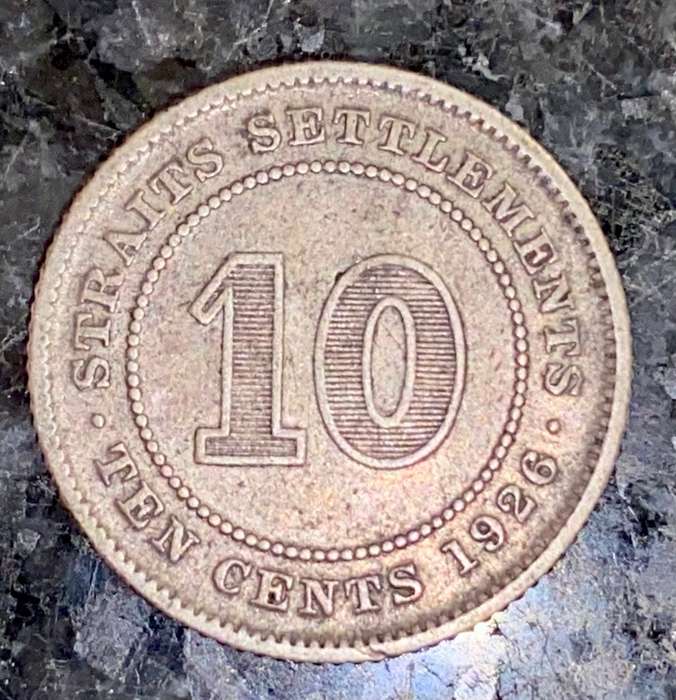 STRAITS SETTLEMENTS
10
· TEN CENTS 1926 ·